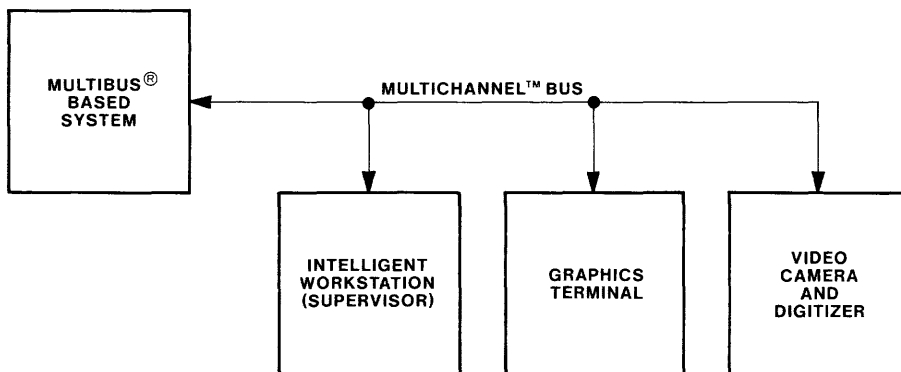 MULTIBUS®
BASED
SYSTEM
MULTICHANNEL™ BUS
INTELLIGENT
WORKSTATION
(SUPERVISOR)
GRAPHICS
TERMINAL
VIDEO
CAMERA
AND
DIGITIZER